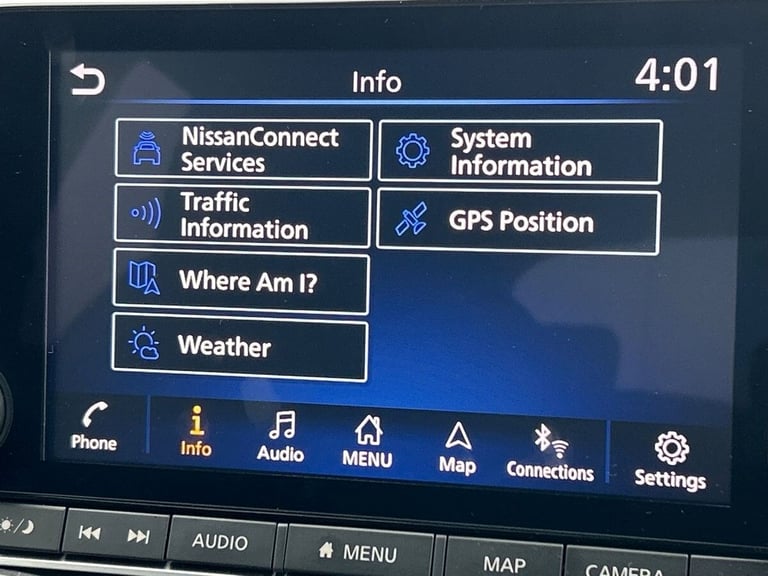 Info
4:01
NissanConnect
Services
System
Information
Traffic
Information
GPS Position
Where Am I?
Weather
Phone
Info
Audio
MENU
Map
Connections
Settings
AUDIO
MENU
MAP
CAMERA